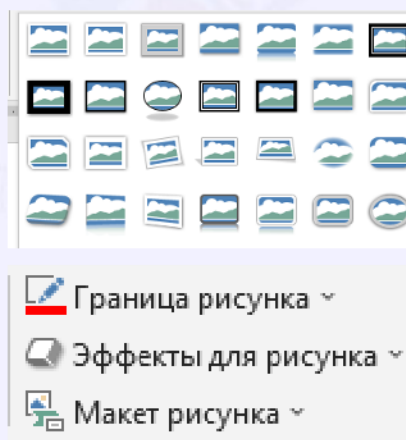 Граница рисунка
Эффекты для рисунка
Макет рисунка